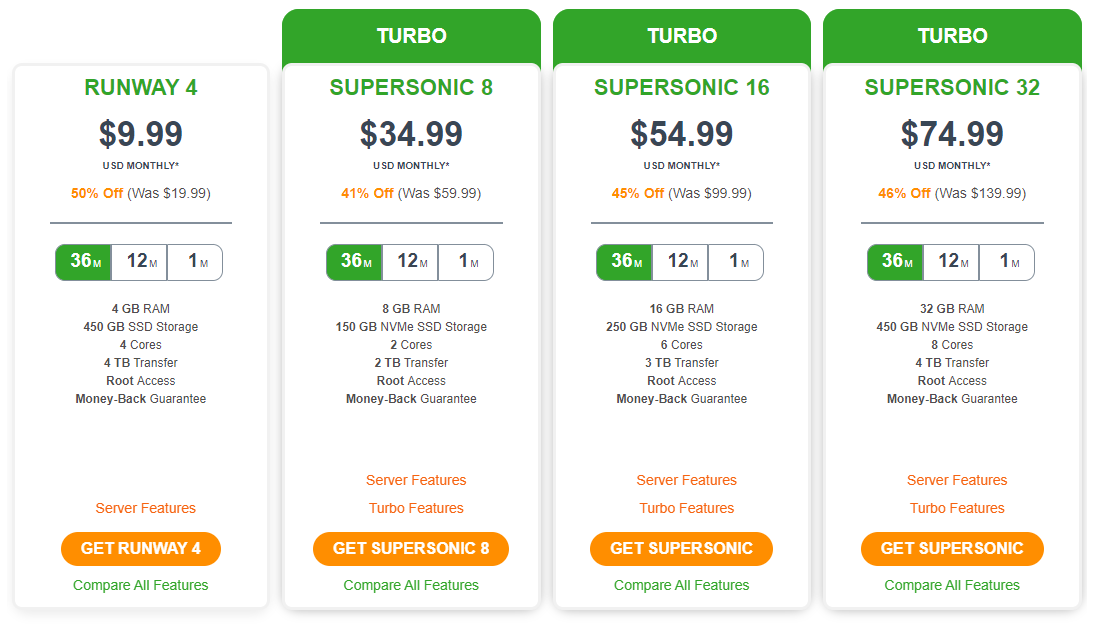 RUNWAY 4
$9.99
USD MONTHLY*
50% Off (Was $19.99)
36M 12M 1M
4 GB RAM
450 GB SSD Storage
4 Cores
4 TB Transfer
Root Access
Money-Back Guarantee
Server Features
GET RUNWAY 4
Compare All Features
TURBO
SUPERSONIC 8
$34.99
USD MONTHLY*
41% Off (Was $59.99)
36M 12M 1M
8 GB RAM
150 GB NVMe SSD Storage
2 Cores
2 TB Transfer
Root Access
Money-Back Guarantee
Server Features
Turbo Features
GET SUPERSONIC 8
Compare All Features
TURBO
SUPERSONIC 16
$54.99
USD MONTHLY*
45% Off (Was $99.99)
36M 12M 1M
16 GB RAM
250 GB NVMe SSD Storage
6 Cores
3 TB Transfer
Root Access
Money-Back Guarantee
Server Features
Turbo Features
GET SUPERSONIC
Compare All Features
TURBO
SUPERSONIC 32
$74.99
USD MONTHLY*
46% Off (Was $139.99)
36M 12M 1M
32 GB RAM
450 GB NVMe SSD Storage
8 Cores
4 TB Transfer
Root Access
Money-Back Guarantee
Server Features
Turbo Features
GET SUPERSONIC
Compare All Features